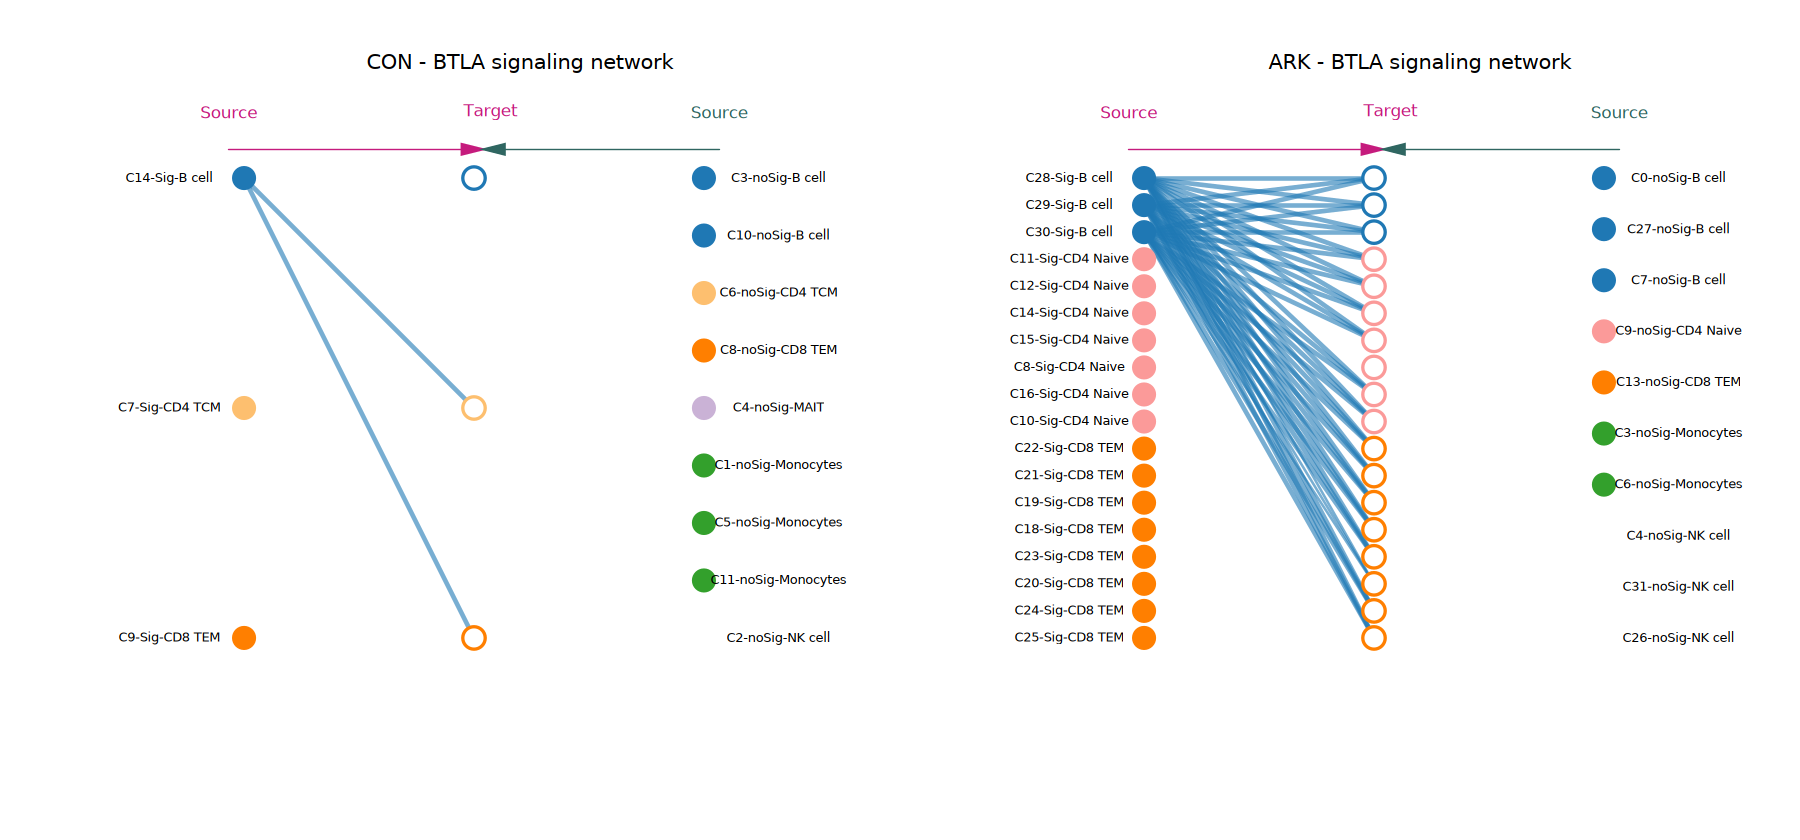 CON - BTLA signaling network
Source
Target
Source
C14-Sig-B cell
C7-Sig-CD4 TCM
C9-Sig-CD8 TEM
C3-noSig-B cell
C10-noSig-B cell
C6-noSig-CD4 TCM
C8-noSig-CD8 TEM
C4-noSig-MAIT
C1-noSig-Monocytes
C5-noSig-Monocytes
C11-noSig-Monocytes
C2-noSig-NK cell
ARK - BTLA signaling network
Source
Target
Source
C28-Sig-B cell
C29-Sig-B cell
C30-Sig-B cell
C11-Sig-CD4 Naive
C12-Sig-CD4 Naive
C14-Sig-CD4 Naive
C15-Sig-CD4 Naive
C8-Sig-CD4 Naive
C16-Sig-CD4 Naive
C10-Sig-CD4 Naive
C22-Sig-CD8 TEM
C21-Sig-CD8 TEM
C19-Sig-CD8 TEM
C18-Sig-CD8 TEM
C23-Sig-CD8 TEM
C20-Sig-CD8 TEM
C24-Sig-CD8 TEM
C25-Sig-CD8 TEM
C0-noSig-B cell
C27-noSig-B cell
C7-noSig-B cell
C9-noSig-CD4 Naive
C13-noSig-CD8 TEM
C3-noSig-Monocytes
C6-noSig-Monocytes
C4-noSig-NK cell
C31-noSig-NK cell
C26-noSig-NK cell